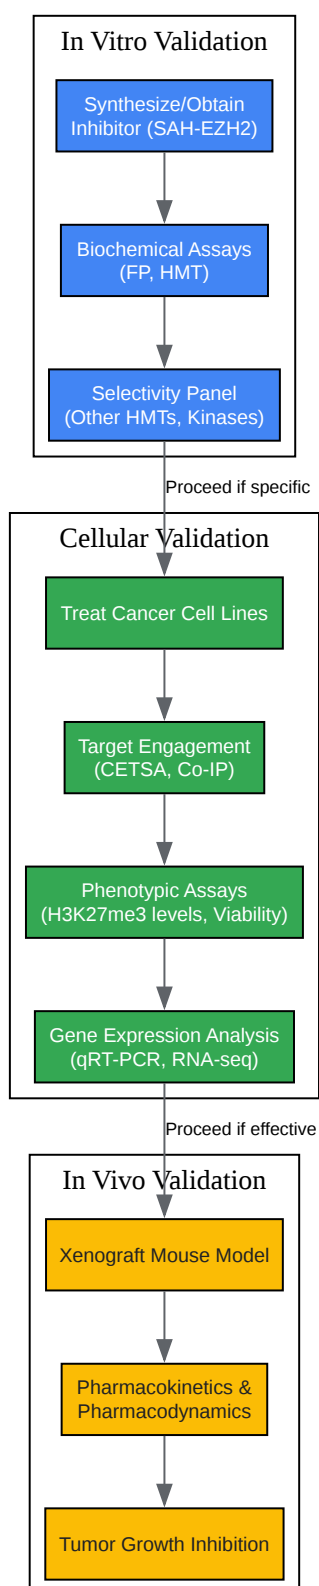 In Vitro Validation
Synthesize/Obtain
Inhibitor (SAH-EZH2)
Biochemical Assays
(FP, HMT)
Selectivity Panel
(Other HMTs, Kinases)
Proceed if specific
Cellular Validation
Treat Cancer Cell Lines
Target Engagement
(CETSA, Co-IP)
Phenotypic Assays
(H3K27me3 levels, Viability)
Gene Expression Analysis
(qRT-PCR, RNA-seq)
Proceed if effective
In Vivo Validation
Xenograft Mouse Model
Pharmacokinetics &
Pharmacodynamics
Tumor Growth Inhibition